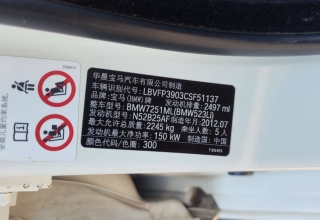 华晨宝马汽车有限公司制造
车辆识别代号: LBVFP3903CSF51137
品牌:宝马(BMW)牌 发动机排量: 2497 ml
整车型号: BMW7251ML(BMW523Li)
发动机型号: N52B25AF 制造年月:2012.07
最大允许总质量: 2245 kg 乘坐人数: 5 人
发动机最大净功率: 150 kW 制造国: 中国
颜色代号/色圈: 300